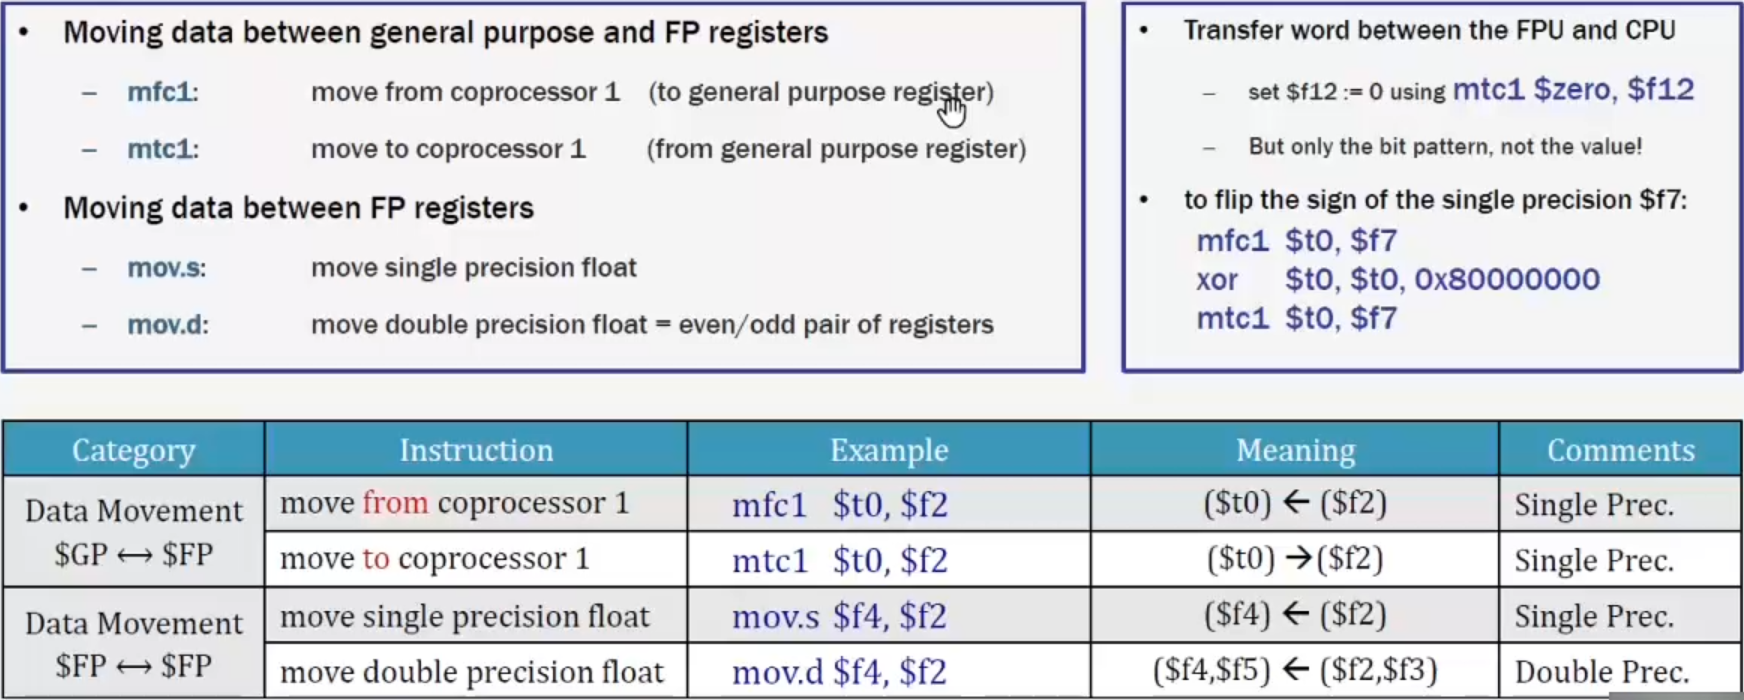 • Moving data between general purpose and FP registers
– mfc1: move from coprocessor 1 (to general purpose register)
– mtc1: move to coprocessor 1 (from general purpose register)
• Moving data between FP registers
– mov.s: move single precision float
– mov.d: move double precision float = even/odd pair of registers
• Transfer word between the FPU and CPU
– set $f12 := 0 using mtc1 $zero, $f12
– But only the bit pattern, not the value!
• to flip the sign of the single precision $f7:
mfc1 $t0, $f7
xor $t0, $t0, 0x80000000
mtc1 $t0, $f7
Category Instruction Example Meaning Comments
Data Movement
$GP ↔ $FP
move from coprocessor 1 mfc1 $t0, $f2 ($t0) ← ($f2) Single Prec.
move to coprocessor 1 mtc1 $t0, $f2 ($t0) →($f2) Single Prec.
Data Movement
$FP ↔ $FP
move single precision float mov.s $f4, $f2 ($f4) ← ($f2) Single Prec.
move double precision float mov.d $f4, $f2 ($f4,$f5) ← ($f2,$f3) Double Prec.